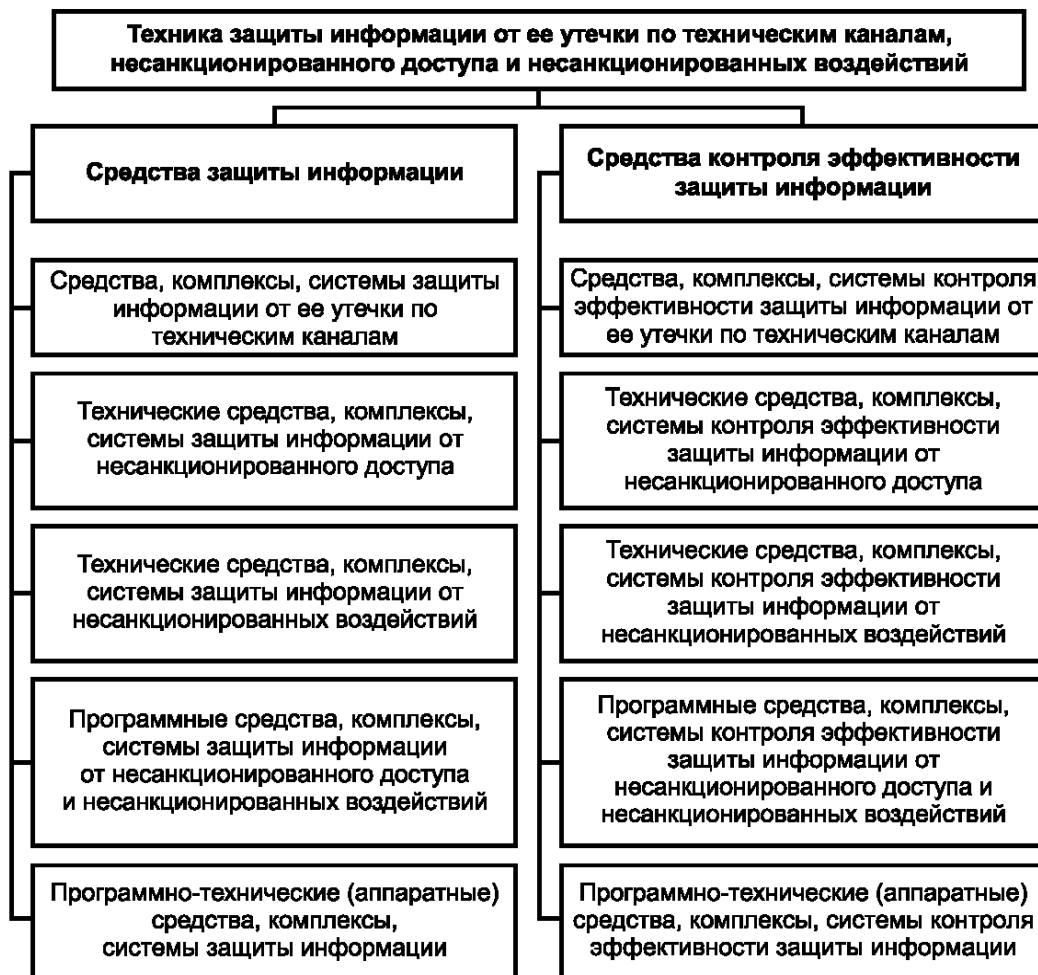 Техника защиты информации от ее утечки по техническим каналам,
несанкционированного доступа и несанкционированных воздействий
Средства защиты информации
Средства, комплексы, системы защиты
информации от ее утечки по
техническим каналам
Технические средства, комплексы,
системы защиты информации от
несанкционированного доступа
Технические средства, комплексы,
системы защиты информации от
несанкционированных воздействий
Программные средства, комплексы,
системы защиты информации
от несанкционированного доступа
и несанкционированных воздействий
Программно-технические (аппаратные)
средства, комплексы,
системы защиты информации
Средства контроля эффективности
защиты информации
Средства, комплексы, системы контроля
эффективности защиты информации от
ее утечки по техническим каналам
Технические средства, комплексы,
системы контроля эффективности
защиты информации от
несанкционированного доступа
Технические средства, комплексы,
системы контроля эффективности
защиты информации от
несанкционированных воздействий
Программные средства, комплексы,
системы контроля эффективности
защиты информации от
несанкционированного доступа и
несанкционированных воздействий
Программно-технические (аппаратные)
средства, комплексы, системы контроля
эффективности защиты информации